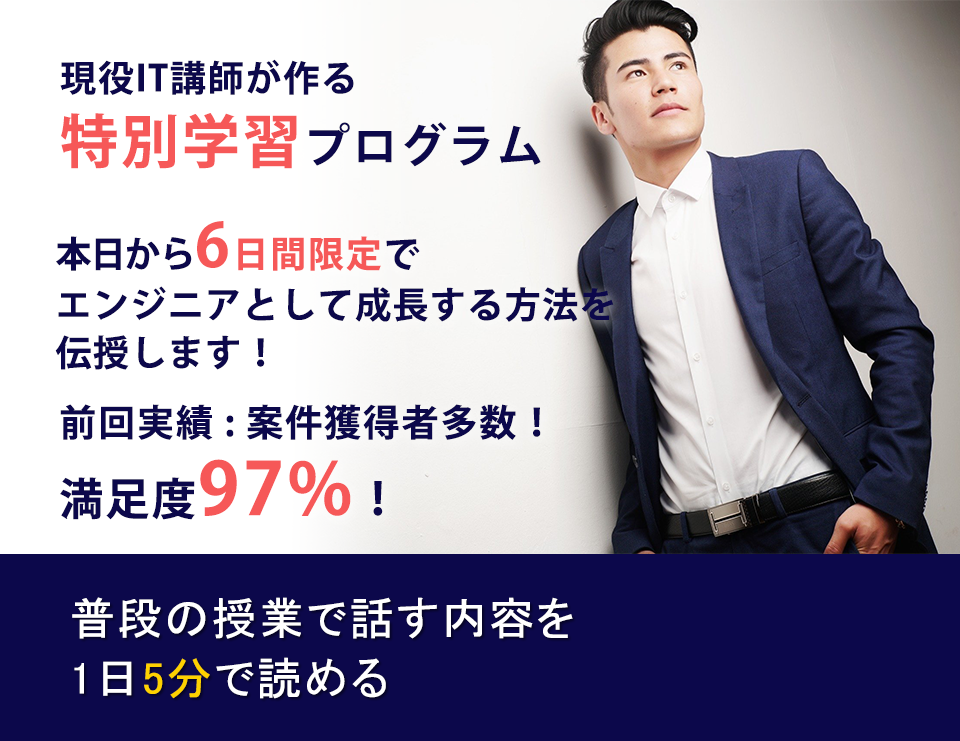 現役IT講師が作る
特別学習プログラム
本日から6日間限定で
エンジニアとして成長する方法を
伝授します！
前回実績：案件獲得者多数！
満足度97%！
普段の授業で話す内容を
1日5分で読める